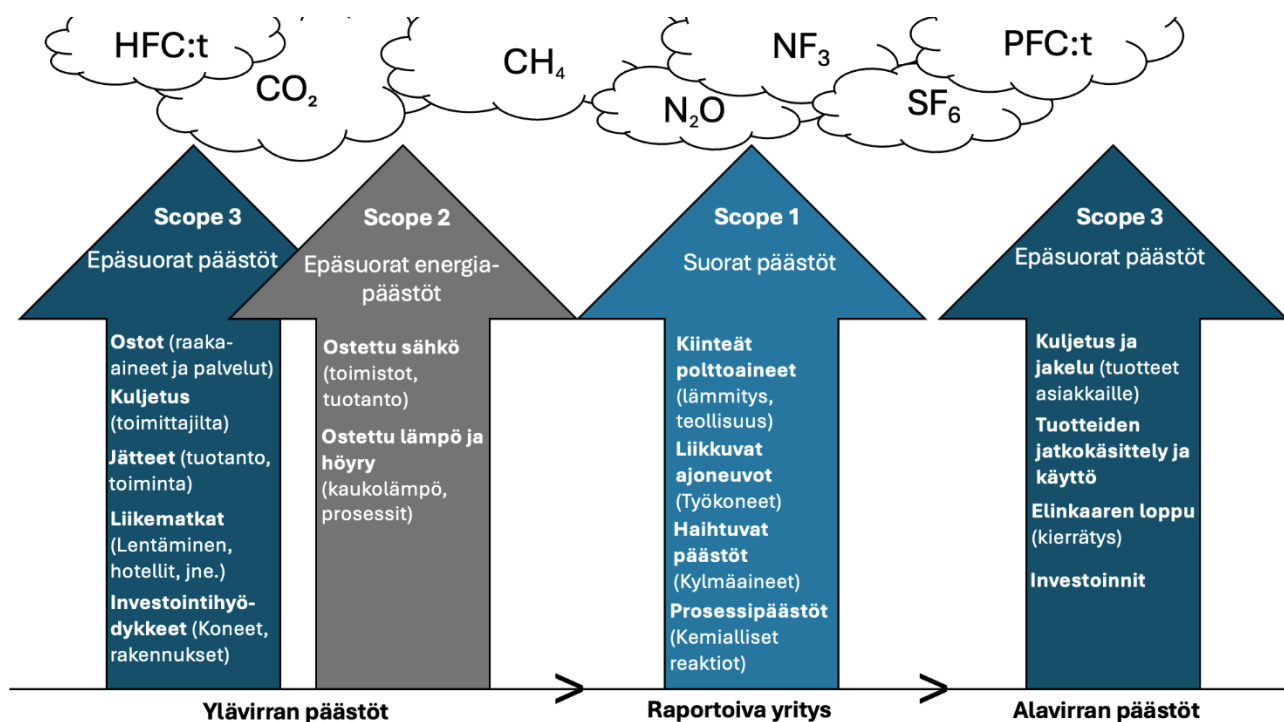 HFC:t
CO₂
CH₄
N₂O
NF₃
SF₆
PFC:t
Scope 3
Epäsuorat päästöt
Ostot (raaka-
aineet ja palvelut)
Kuljetus
(toimittajilta)
Jätteet (tuotanto,
toiminta)
Liikematkat
(Lentäminen,
hotellit, jne.)
Investointihyö-
dykkeet (Koneet,
rakennukset)
Scope 2
Epäsuorat energia-
päästöt
Ostettu sähkö
(toimistot,
tuotanto)
Ostettu lämpö ja
höyry
(kaukolämpö,
prosessit)
Scope 1
Suorat päästöt
Kiinteät
polttoaineet
(lämmitys,
teollisuus)
Liikkuvat
ajoneuvot
(Työkoneet)
Haihtuvat
päästöt
(Kylmäaineet)
Prosessipäästöt
(Kemialliset
reaktiot)
Scope 3
Epäsuorat päästöt
Kuljetus ja
jakelu (tuotteet
asiakkaille)
Tuotteiden
jatkokäsittely ja
käyttö
Elinkaaren loppu
(kierrätys)
Investoinnit
Ylävirran päästöt
Raportoiva yritys
Alavirran päästöt